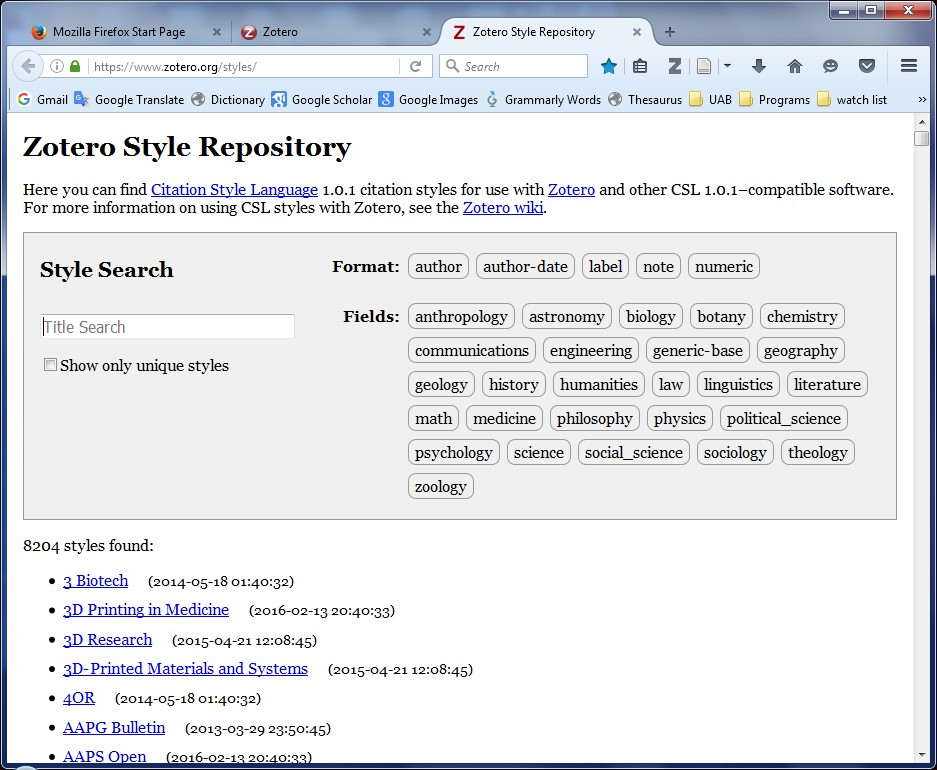 Mozilla Firefox Start Page
Zotero
Zotero Style Repository
https://www.zotero.org/styles/
Search
Gmail Google Translate Dictionary Google Scholar Google Images Grammarly Words Thesaurus UAB Programs watch list »
Zotero Style Repository
Here you can find Citation Style Language 1.0.1 citation styles for use with Zotero and other CSL 1.0.1–compatible software.
For more information on using CSL styles with Zotero, see the Zotero wiki.
Style Search
Title Search
Show only unique styles
Format: author author-date label note numeric
Fields: anthropology astronomy biology botany chemistry
communications engineering generic-base geography
geology history humanities law linguistics literature
math medicine philosophy physics political_science
psychology science social_science sociology theology
zoology
8204 styles found:
• 3 Biotech (2014-05-18 01:40:32)
• 3D Printing in Medicine (2016-02-13 20:40:33)
• 3D Research (2015-04-21 12:08:45)
• 3D-Printed Materials and Systems (2015-04-21 12:08:45)
• 4OR (2014-05-18 01:40:32)
• AAPG Bulletin (2013-03-29 23:50:45)
• AAPS Open (2016-02-13 20:40:33)